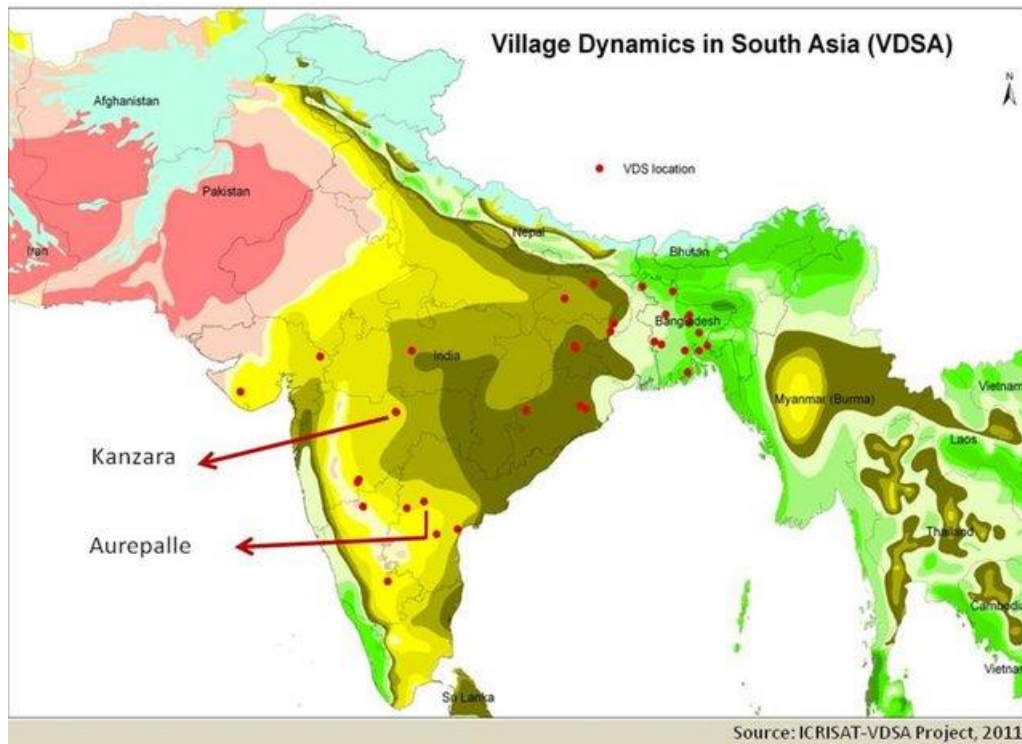 Village Dynamics in South Asia (VDSA)
N
Afghanistan
VDS location
Pakistan
Nepal
Iran
Bhutan
Bangladesh
India
Vietnam
Myanmar (Burma)
Laos
Kanzara
Thailand
Aurepalle
Cambodia
Vietnam
Sri Lanka
Source: ICRISAT-VDSA Project, 2011